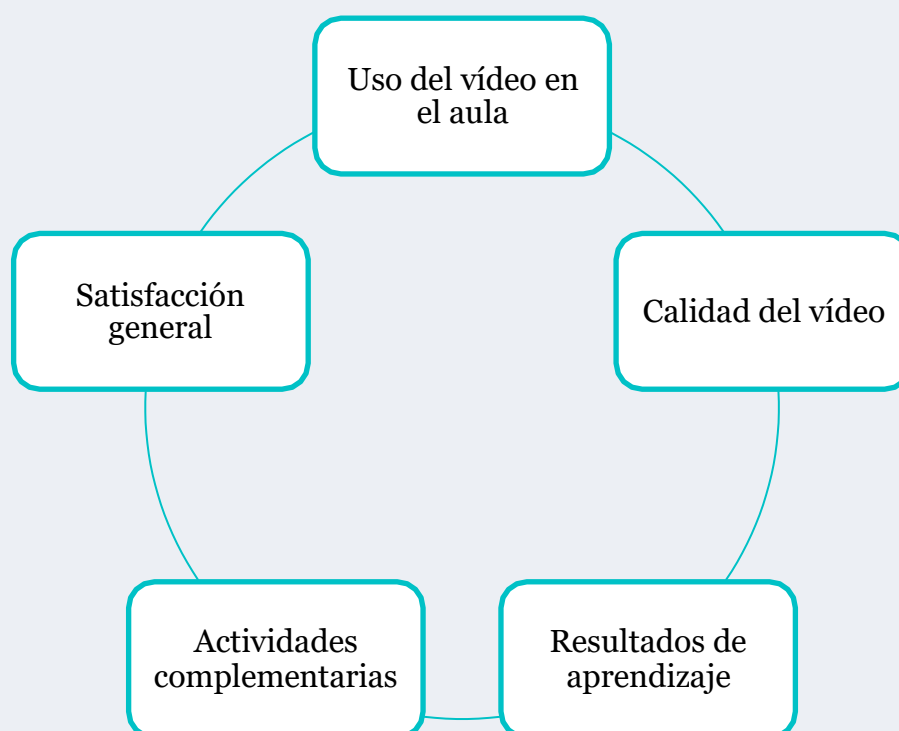 Uso del vídeo en
el aula
Calidad del vídeo
Resultados de
aprendizaje
Actividades
complementarias
Satisfacción
general